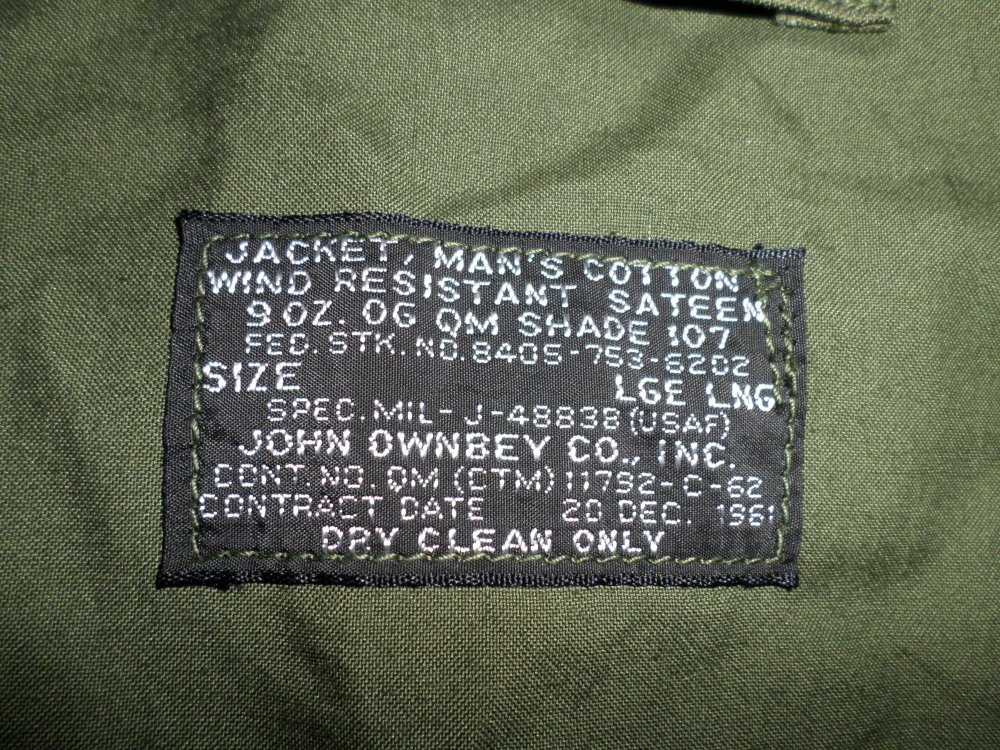 JACKET, MAN'S COTTON
WIND RESISTANT SATEEN
9 OZ. OG QM SHADE 107
FED. STK. NO. 8405-753-6202
SIZE LGE LNG
SPEC. MIL-J-48838 (USAF)
JOHN OWNBEY CO., INC.
CONT. NO. QM (CTM) 11792-C-62
CONTRACT DATE 20 DEC. 1961
DRY CLEAN ONLY